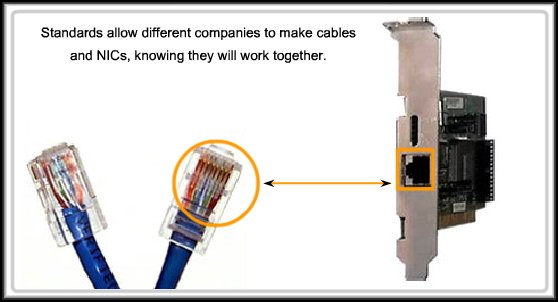 Standards allow different companies to make cables
and NICs, knowing they will work together.